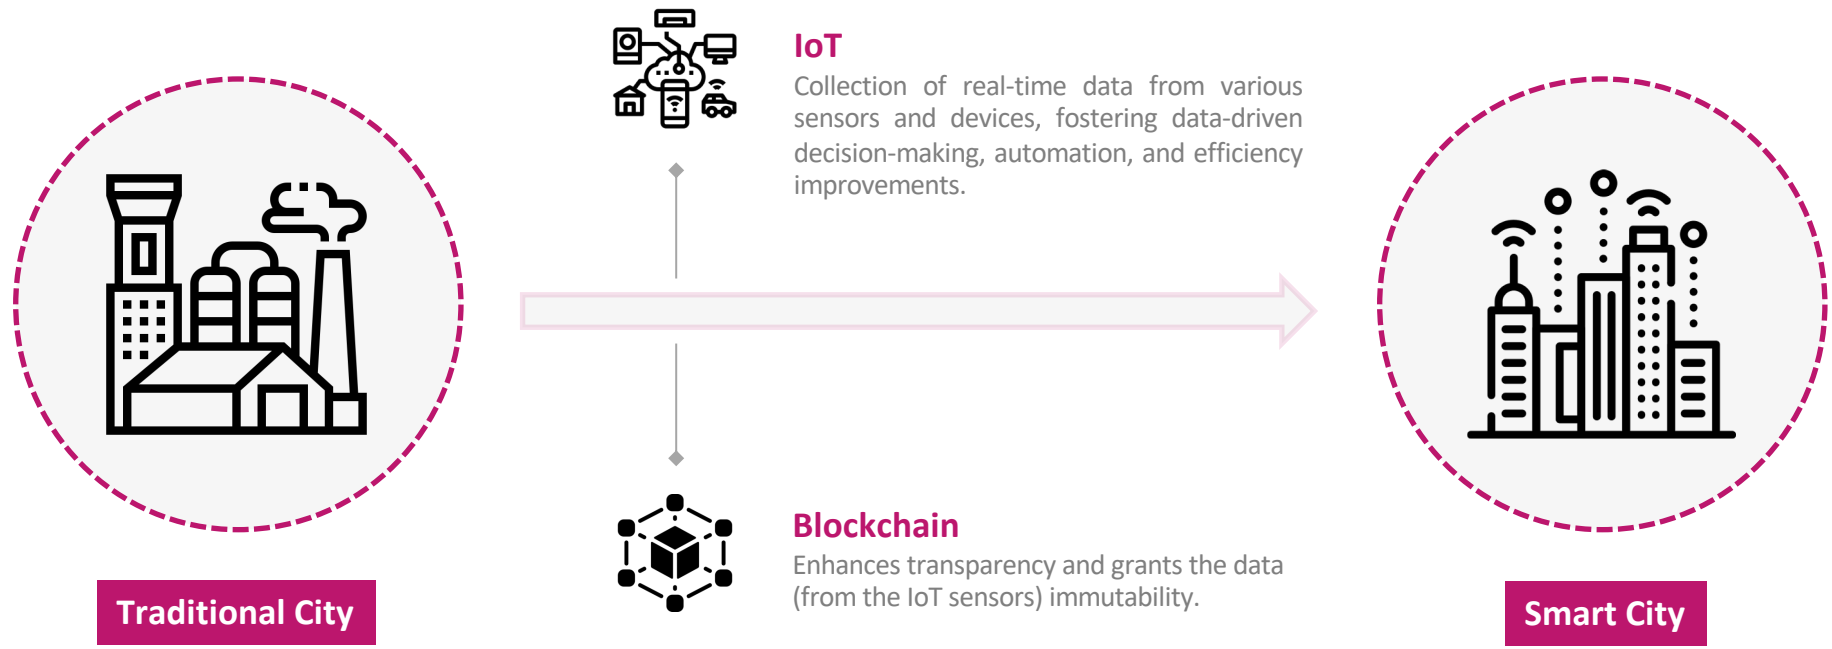 IoT
Collection of real-time data from various
sensors and devices, fostering data-driven
decision-making, automation, and efficiency
improvements.
Blockchain
Enhances transparency and grants the data
(from the IoT sensors) immutability.
Traditional City
Smart City